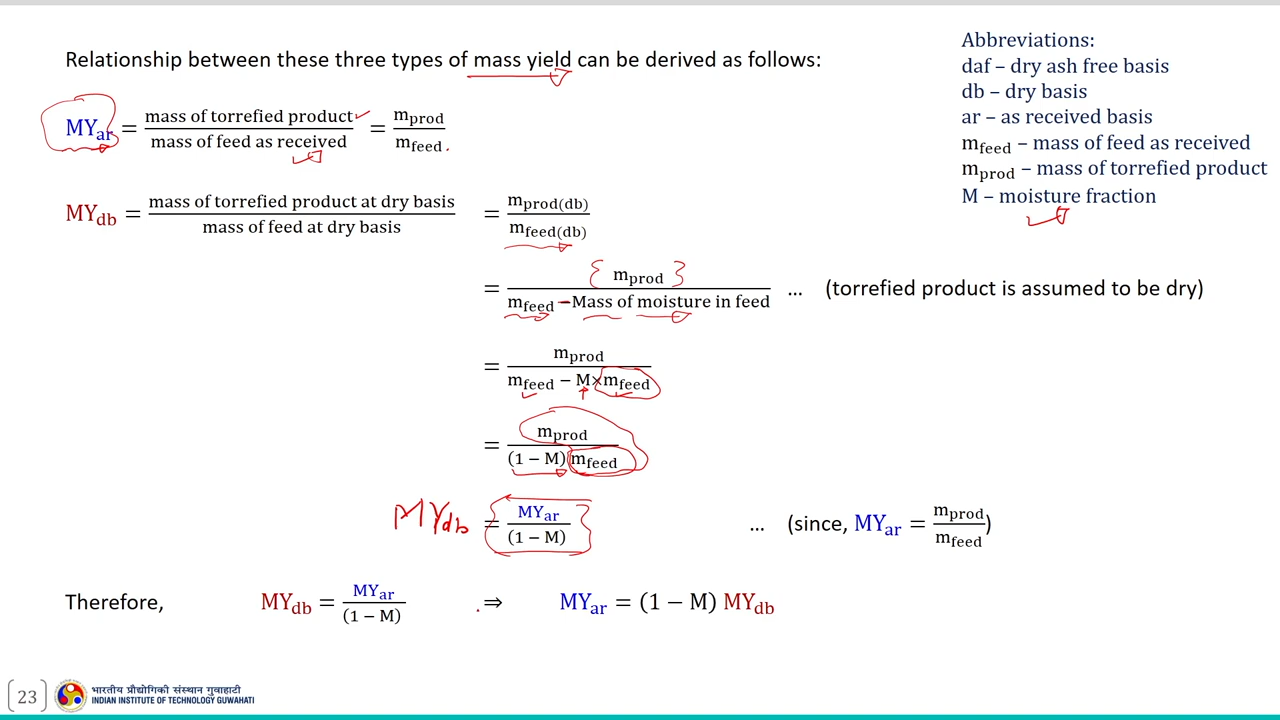 Relationship between these three types of mass yield can be derived as follows:
Abbreviations:
daf – dry ash free basis
db – dry basis
ar – as received basis
m_feed – mass of feed as received
m_prod – mass of torrefied product
M – moisture fraction
MY_ar = mass of torrefied product / mass of feed as received = m_prod / m_feed
MY_db = mass of torrefied product at dry basis / mass of feed at dry basis = m_prod(db) / m_feed(db)
= { m_prod } / m_feed – Mass of moisture in feed ... (torrefied product is assumed to be dry)
= m_prod / m_feed − M × m_feed
= m_prod / (1 − M) m_feed
MY_db = MY_ar / (1 − M) ... (since, MY_ar = m_prod / m_feed)
Therefore, MY_db = MY_ar / (1 − M) ⇒ MY_ar = (1 − M) MY_db
23
भारतीय प्रौद्योगिकी संस्थान गुवाहाटी
INDIAN INSTITUTE OF TECHNOLOGY GUWAHATI